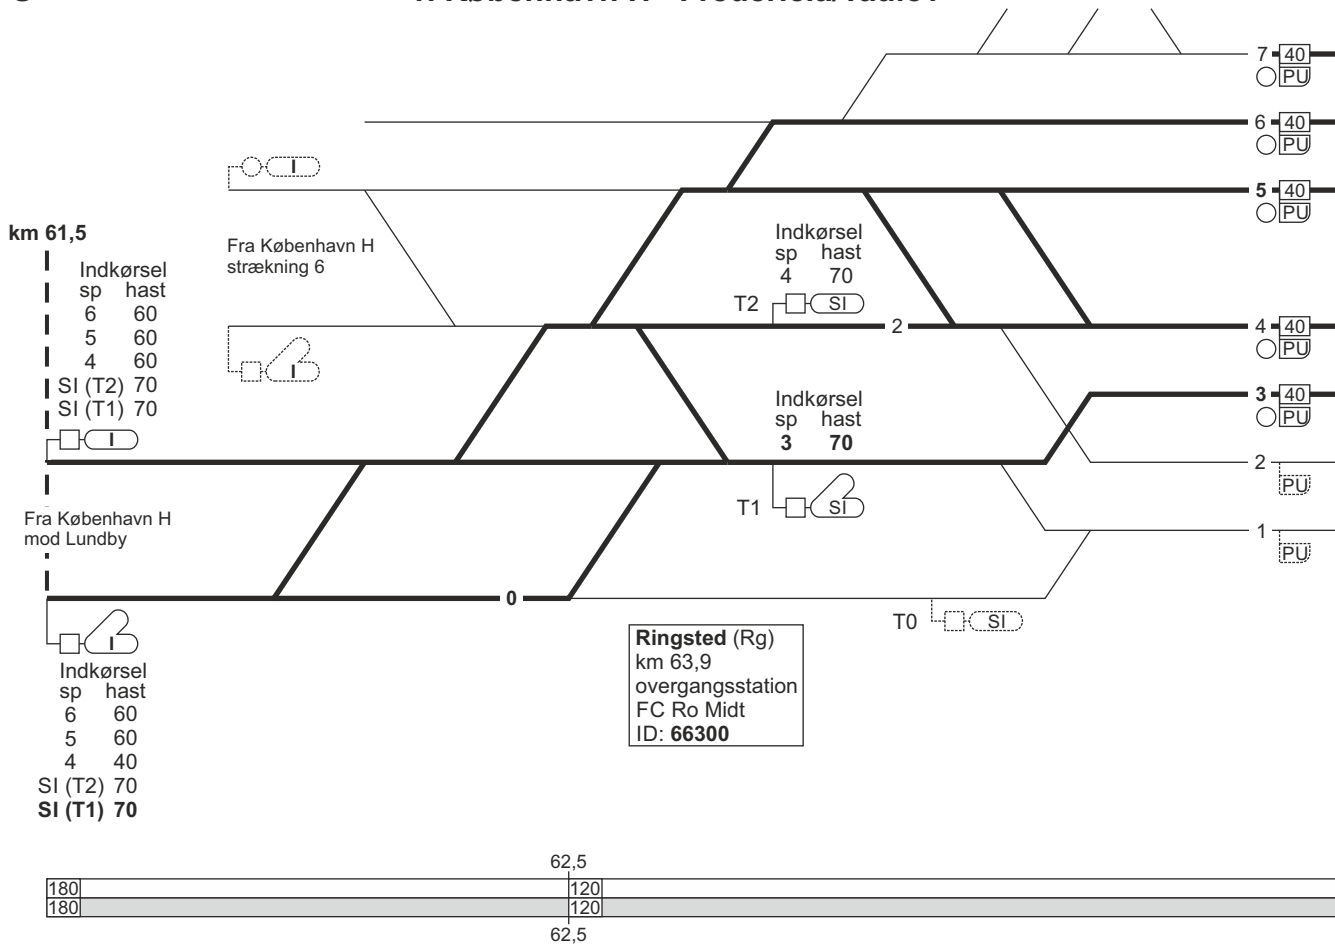 7 40
PU
6 40
PU
I
5 40
PU
km 61,5
Fra København H
strækning 6
Indkørsel
sp hast
4 70
T2 SI
2
4 40
PU
Indkørsel
sp hast
6 60
5 60
4 60
SI (T2) 70
SI (T1) 70
I
I
Indkørsel
sp hast
3 70
T1 SI
3 40
PU
2
PU
1
PU
Fra København H
mod Lundby
0
T0 SI
I
Indkørsel
sp hast
6 60
5 60
4 40
SI (T2) 70
SI (T1) 70
Ringsted (Rg)
km 63,9
overgangsstation
FC Ro Midt
ID: 66300
62,5
180 120
180 120
62,5